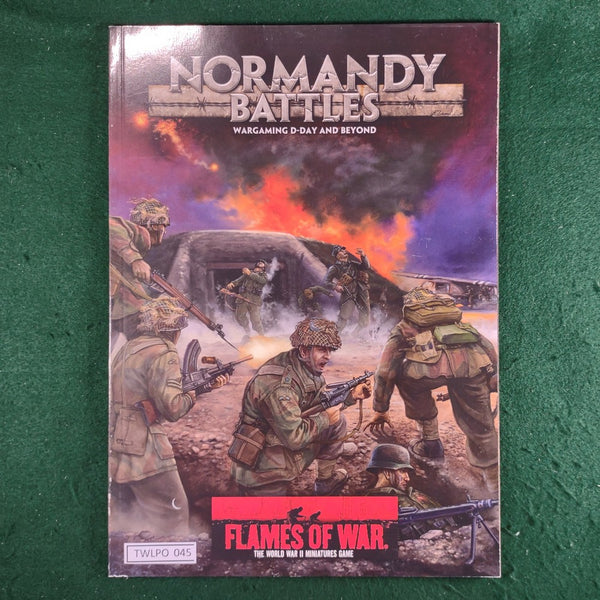 NORMANDY
BATTLES
WARGAMING D-DAY AND BEYOND
FLAMES OF WAR.
THE WORLD WAR II MINIATURES GAME
TWLPO 045